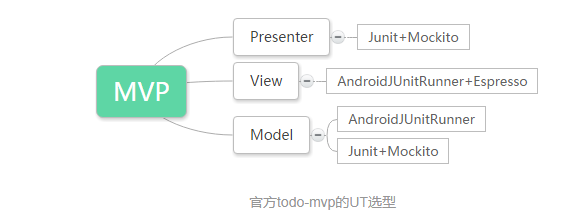 MVP
Presenter
Junit+Mockito
View
AndroidJUnitRunner+Espresso
Model
AndroidJUnitRunner
Junit+Mockito
官方todo-mvp的UT选型